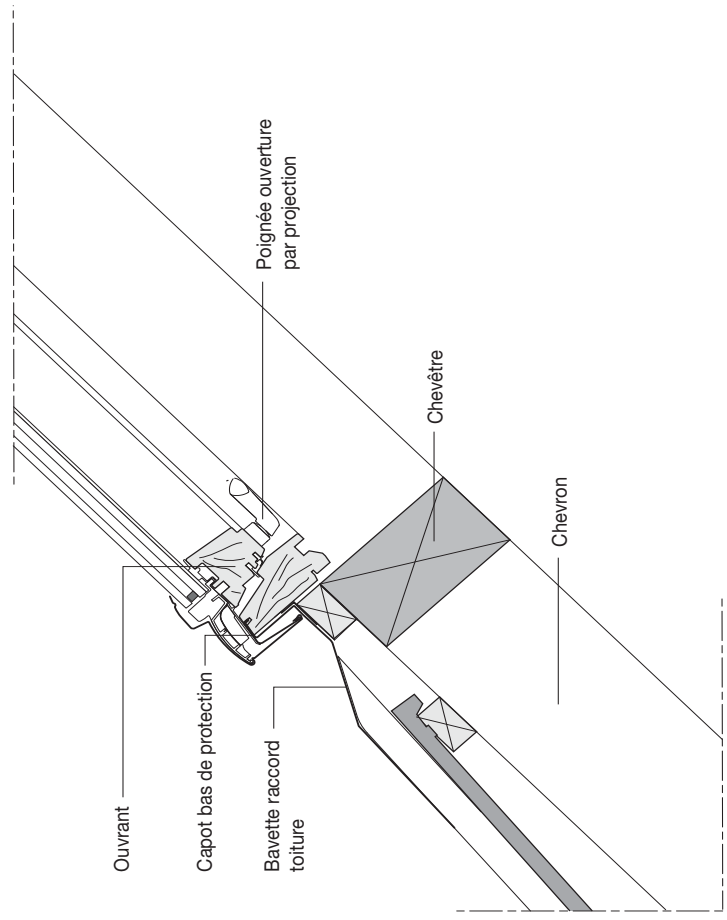 Ouvrant
Capot bas de protection
Bavette raccord
toiture
Poignée ouverture
par projection
Chevêtre
Chevron